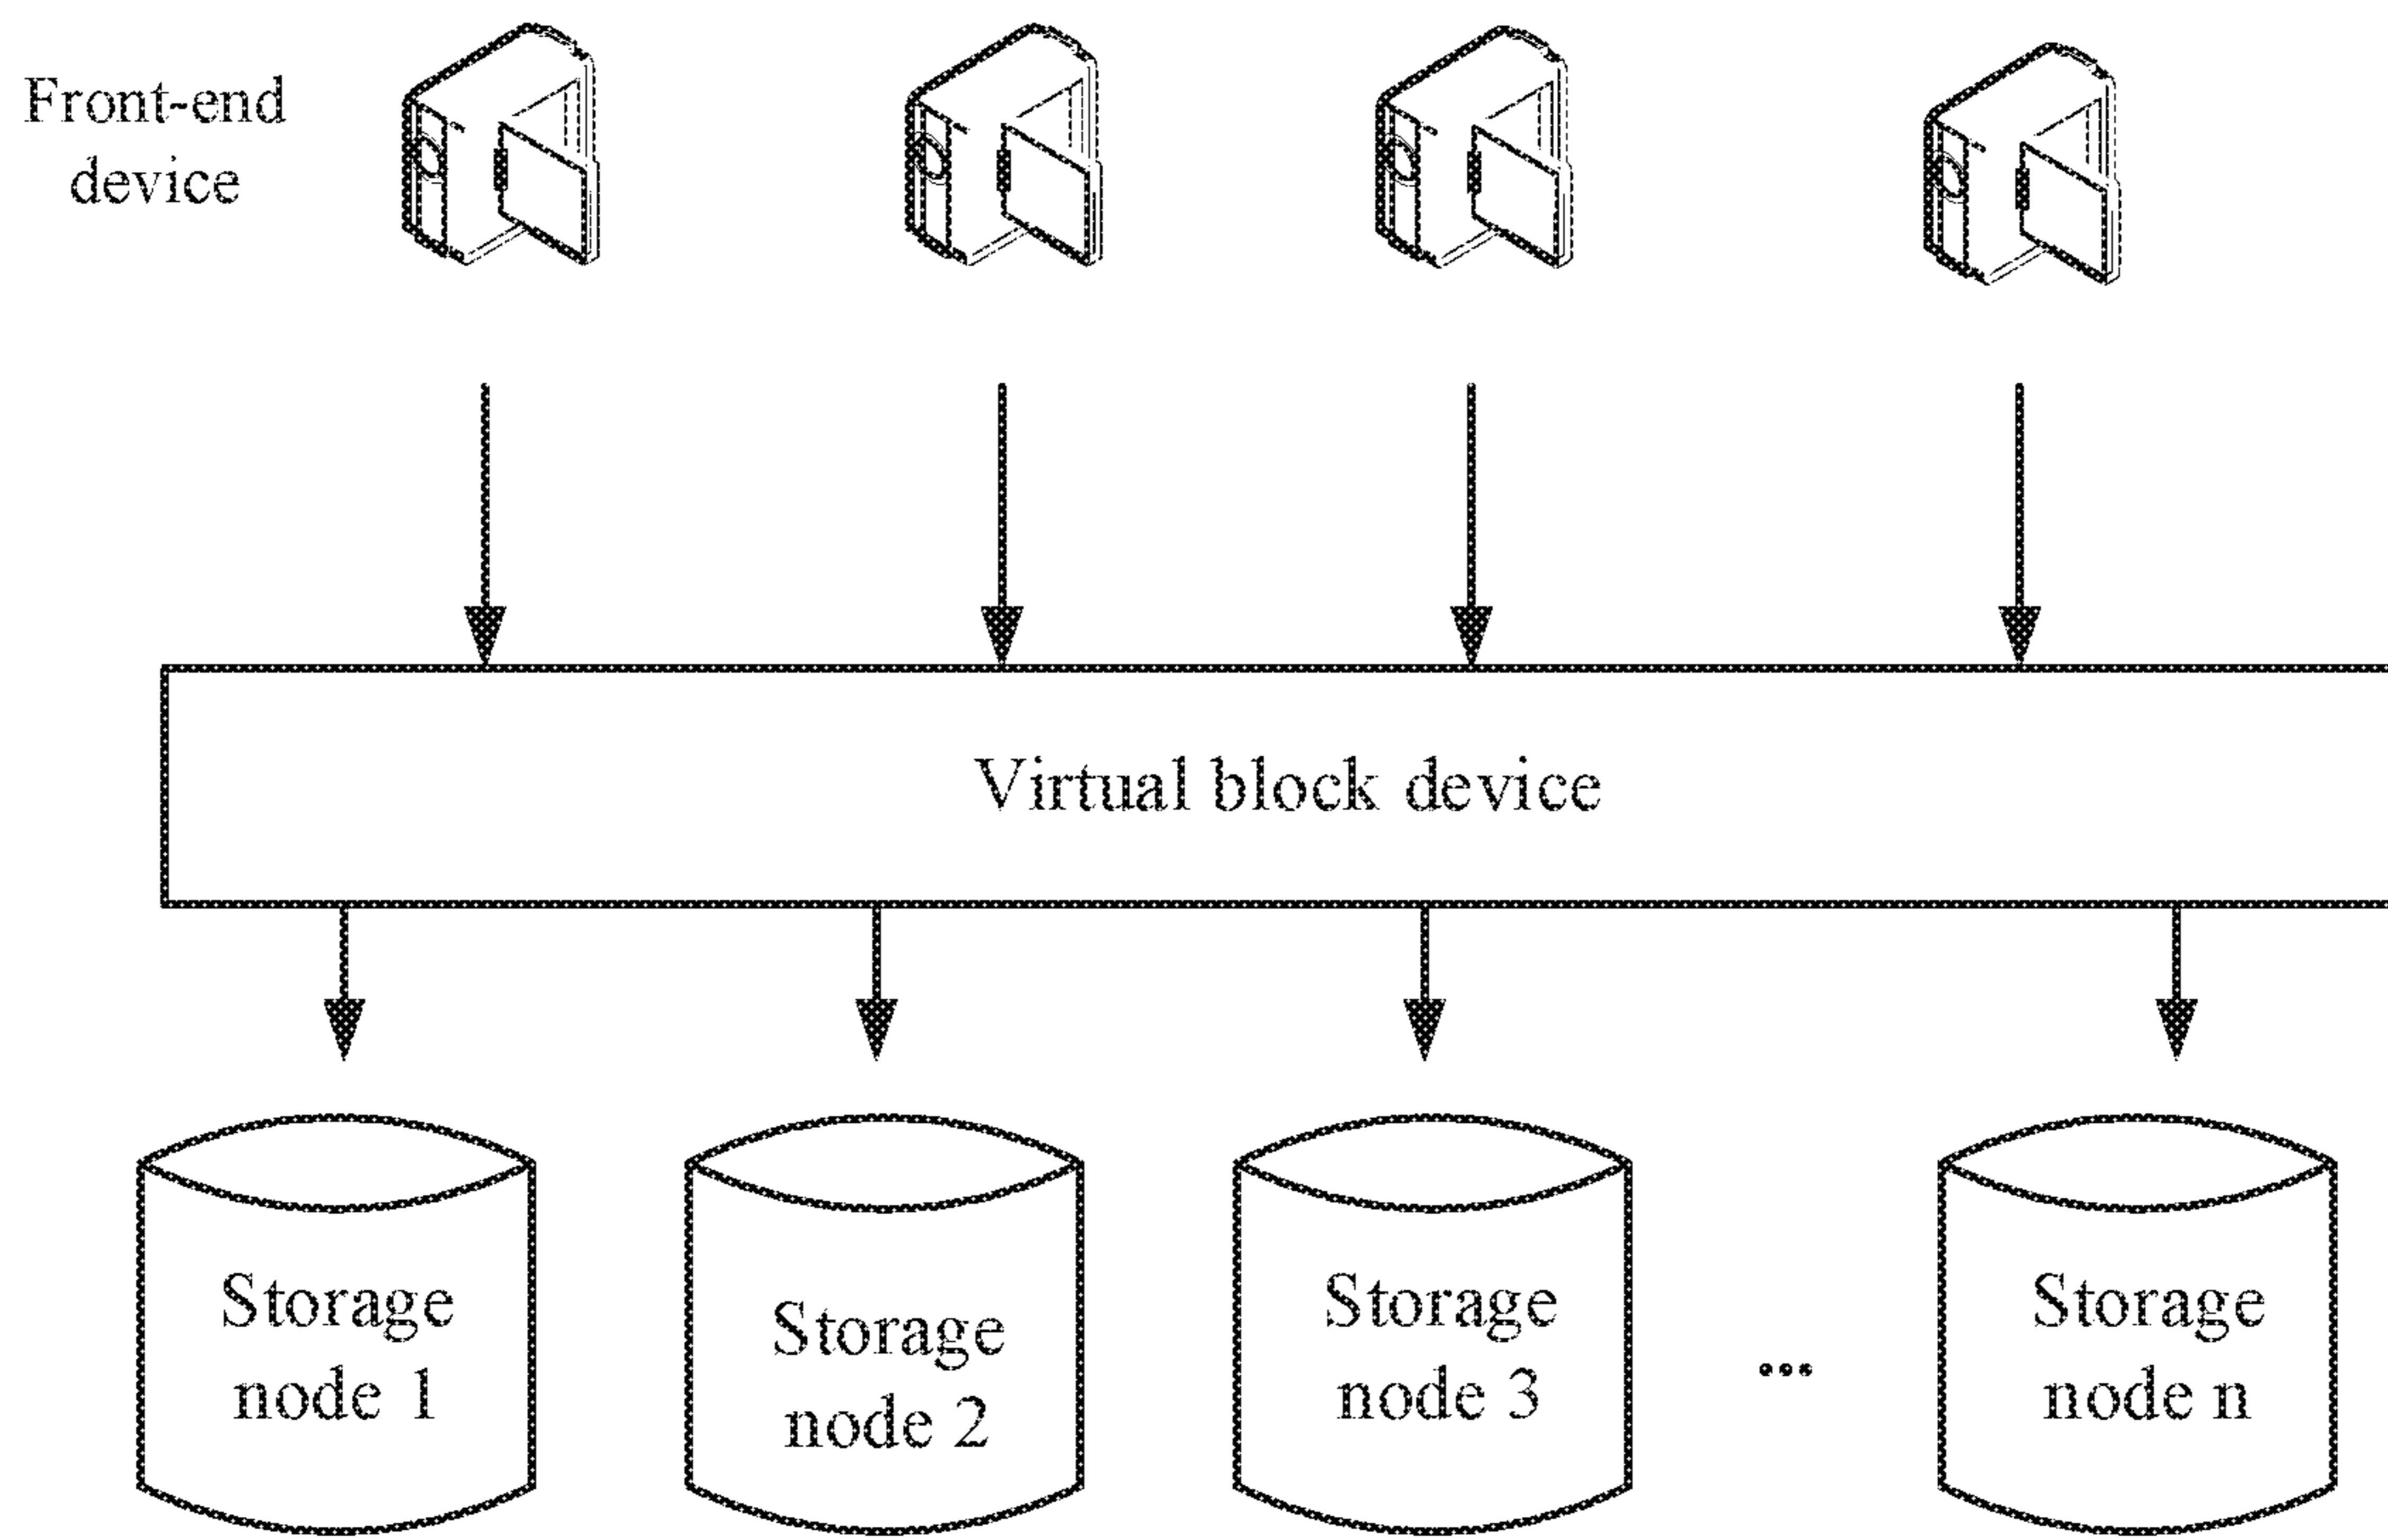 Front-end
device
Virtual block device
Storage
node 1
Storage
node 2
Storage
node 3
...
Storage
node n